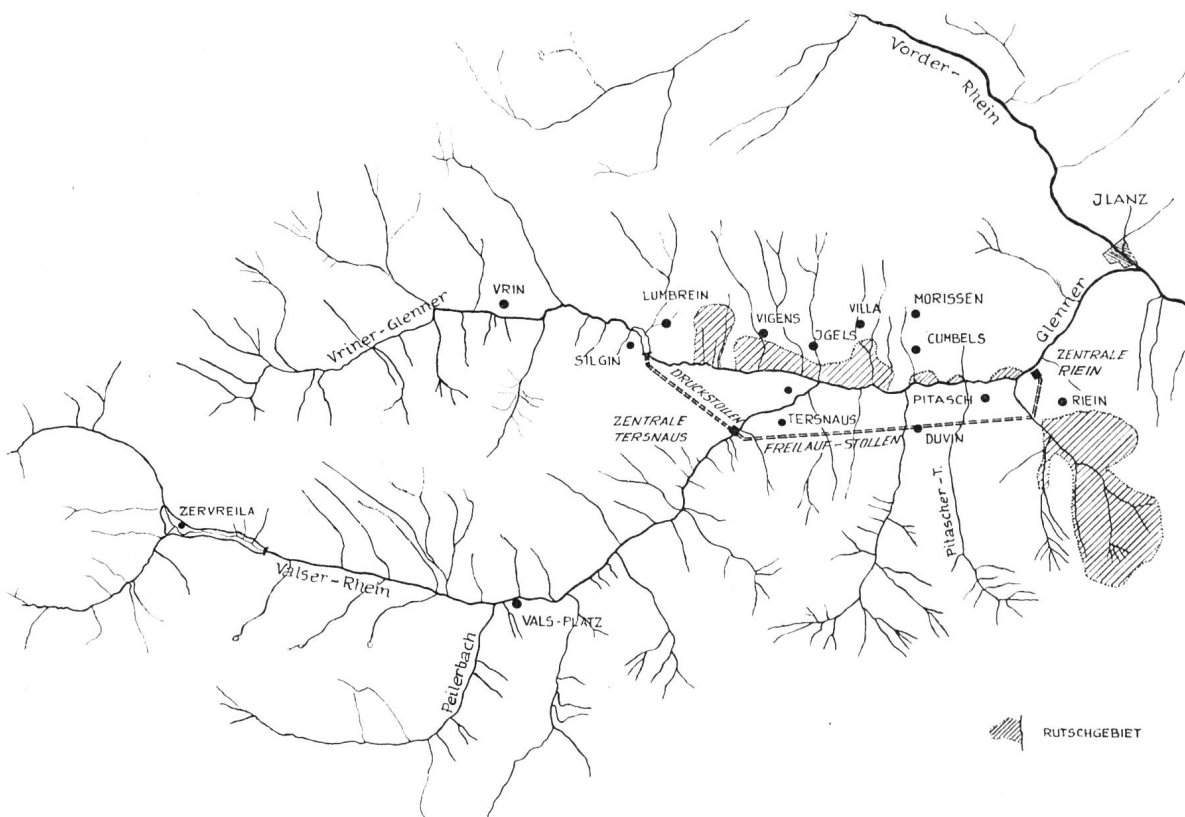 Vorder-Rhein
JLANZ
Glenner
VRIN
LUMBREIN
VIGENS
JGELS
VILLA
MORISSEN
CUMBELS
Vriner-Glenner
SILGIN
DRUCKSTOLLEN
ZENTRALE
RIEIN
PITASCH
RIEIN
ZENTRALE
TERSNAUS
TERSNAUS
FREILAUF-STOLLEN
DUVIN
ZERVREILA
Pitascher-T.
Valser-Rhein
VALS-PLATZ
Peilerbach
RUTSCHGEBIET